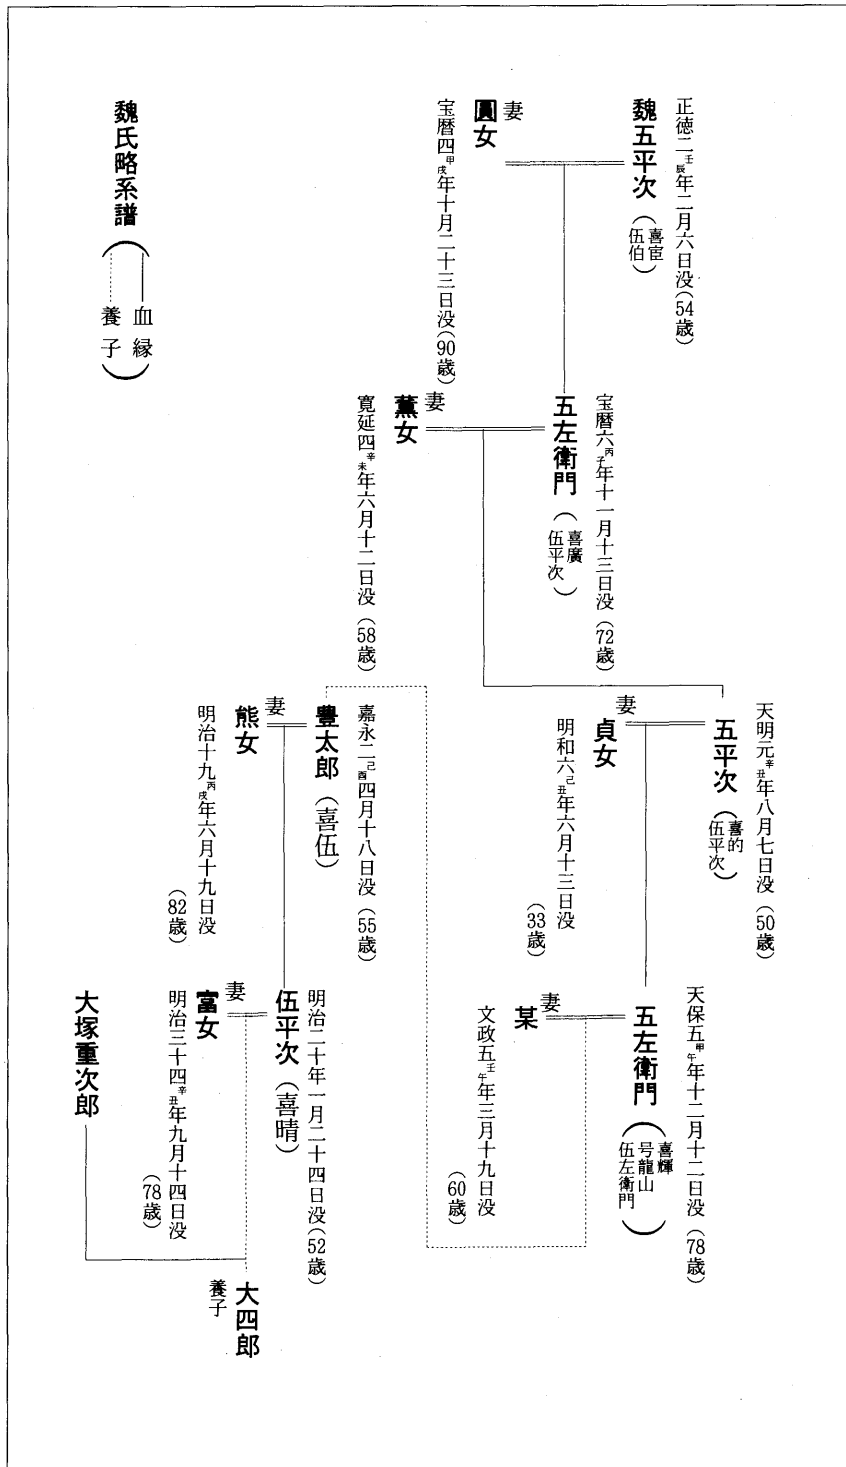 正徳二壬辰年二月六日没(54歳)
魏五平次(喜宦
伍伯)
妻
圓女
宝暦四甲戌年十月二十三日没(90歳)
宝暦六丙子年十一月十三日没(72歳)
五左衛門(喜廣
伍平次)
妻
薫女
寛延四辛未年六月十二日没(58歳)
天明元辛丑年八月七日没(50歳)
五平次(喜的
伍平次)
妻
貞女
明和六己丑年六月十三日没
(33歳)
天保五甲午年十二月十二日没(78歳)
五左衛門(喜輝
号龍山
伍左衛門)
妻
某
文政五壬午年三月十九日没
(60歳)
嘉永二己酉四月十八日没(55歳)
豊太郎(喜伍)
妻
熊女
明治十九丙戌年六月十九日没
(82歳)
明治二十年一月二十四日没(52歳)
伍平次(喜晴)
妻
富女
明治三十四辛丑年九月十四日没
(78歳)
大塚重次郎
大四郎
養子
魏氏略系譜
(血縁
養子)